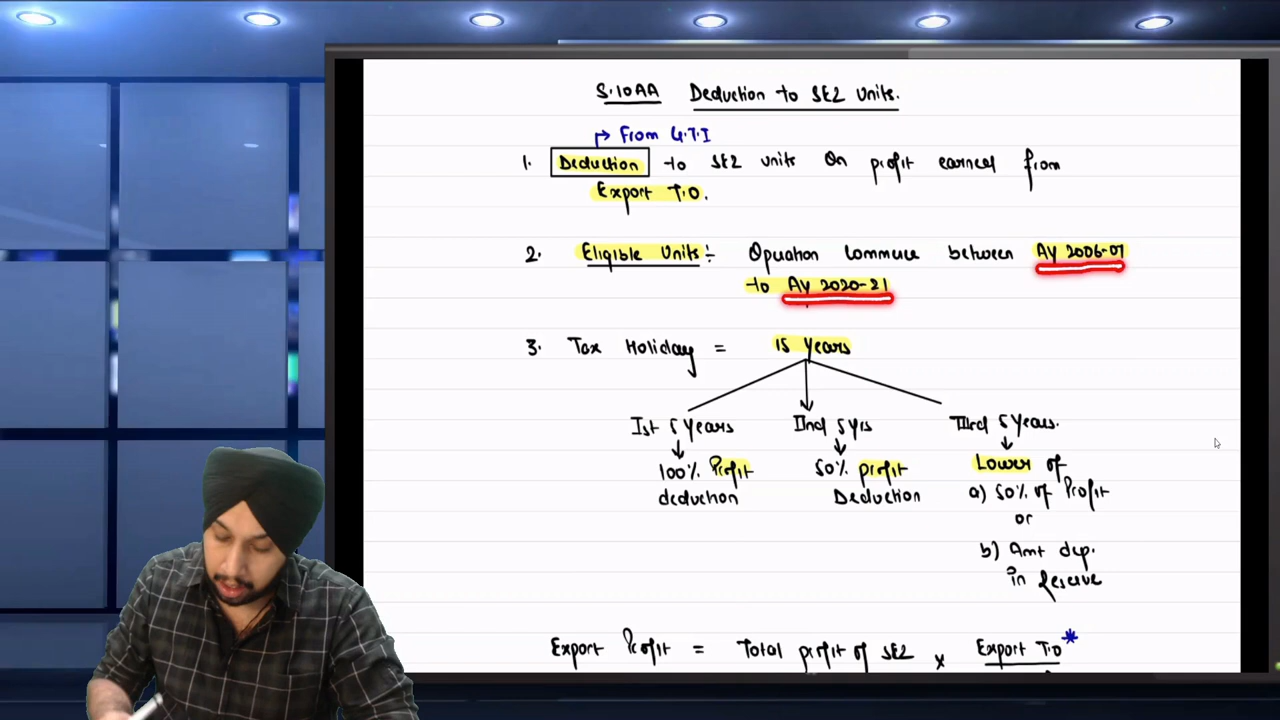 S.10AA Deduction to SEZ Units.
→ From G.T.I
1. Deduction to SEZ units on profit earned from
Export T.O.
2. Eligible Units :- Operation commence between Ay 2006-07
to Ay 2020-21
3. Tax Holiday = 15 Years
Ist 5 Years IInd 5yrs IIIrd 5 Years.
100% Profit 50% profit Lower of
deduction Deduction a) 50% of Profit
or
b) Amt dep.
in Reserve
Export Profit = Total profit of SEZ x Export T.O*